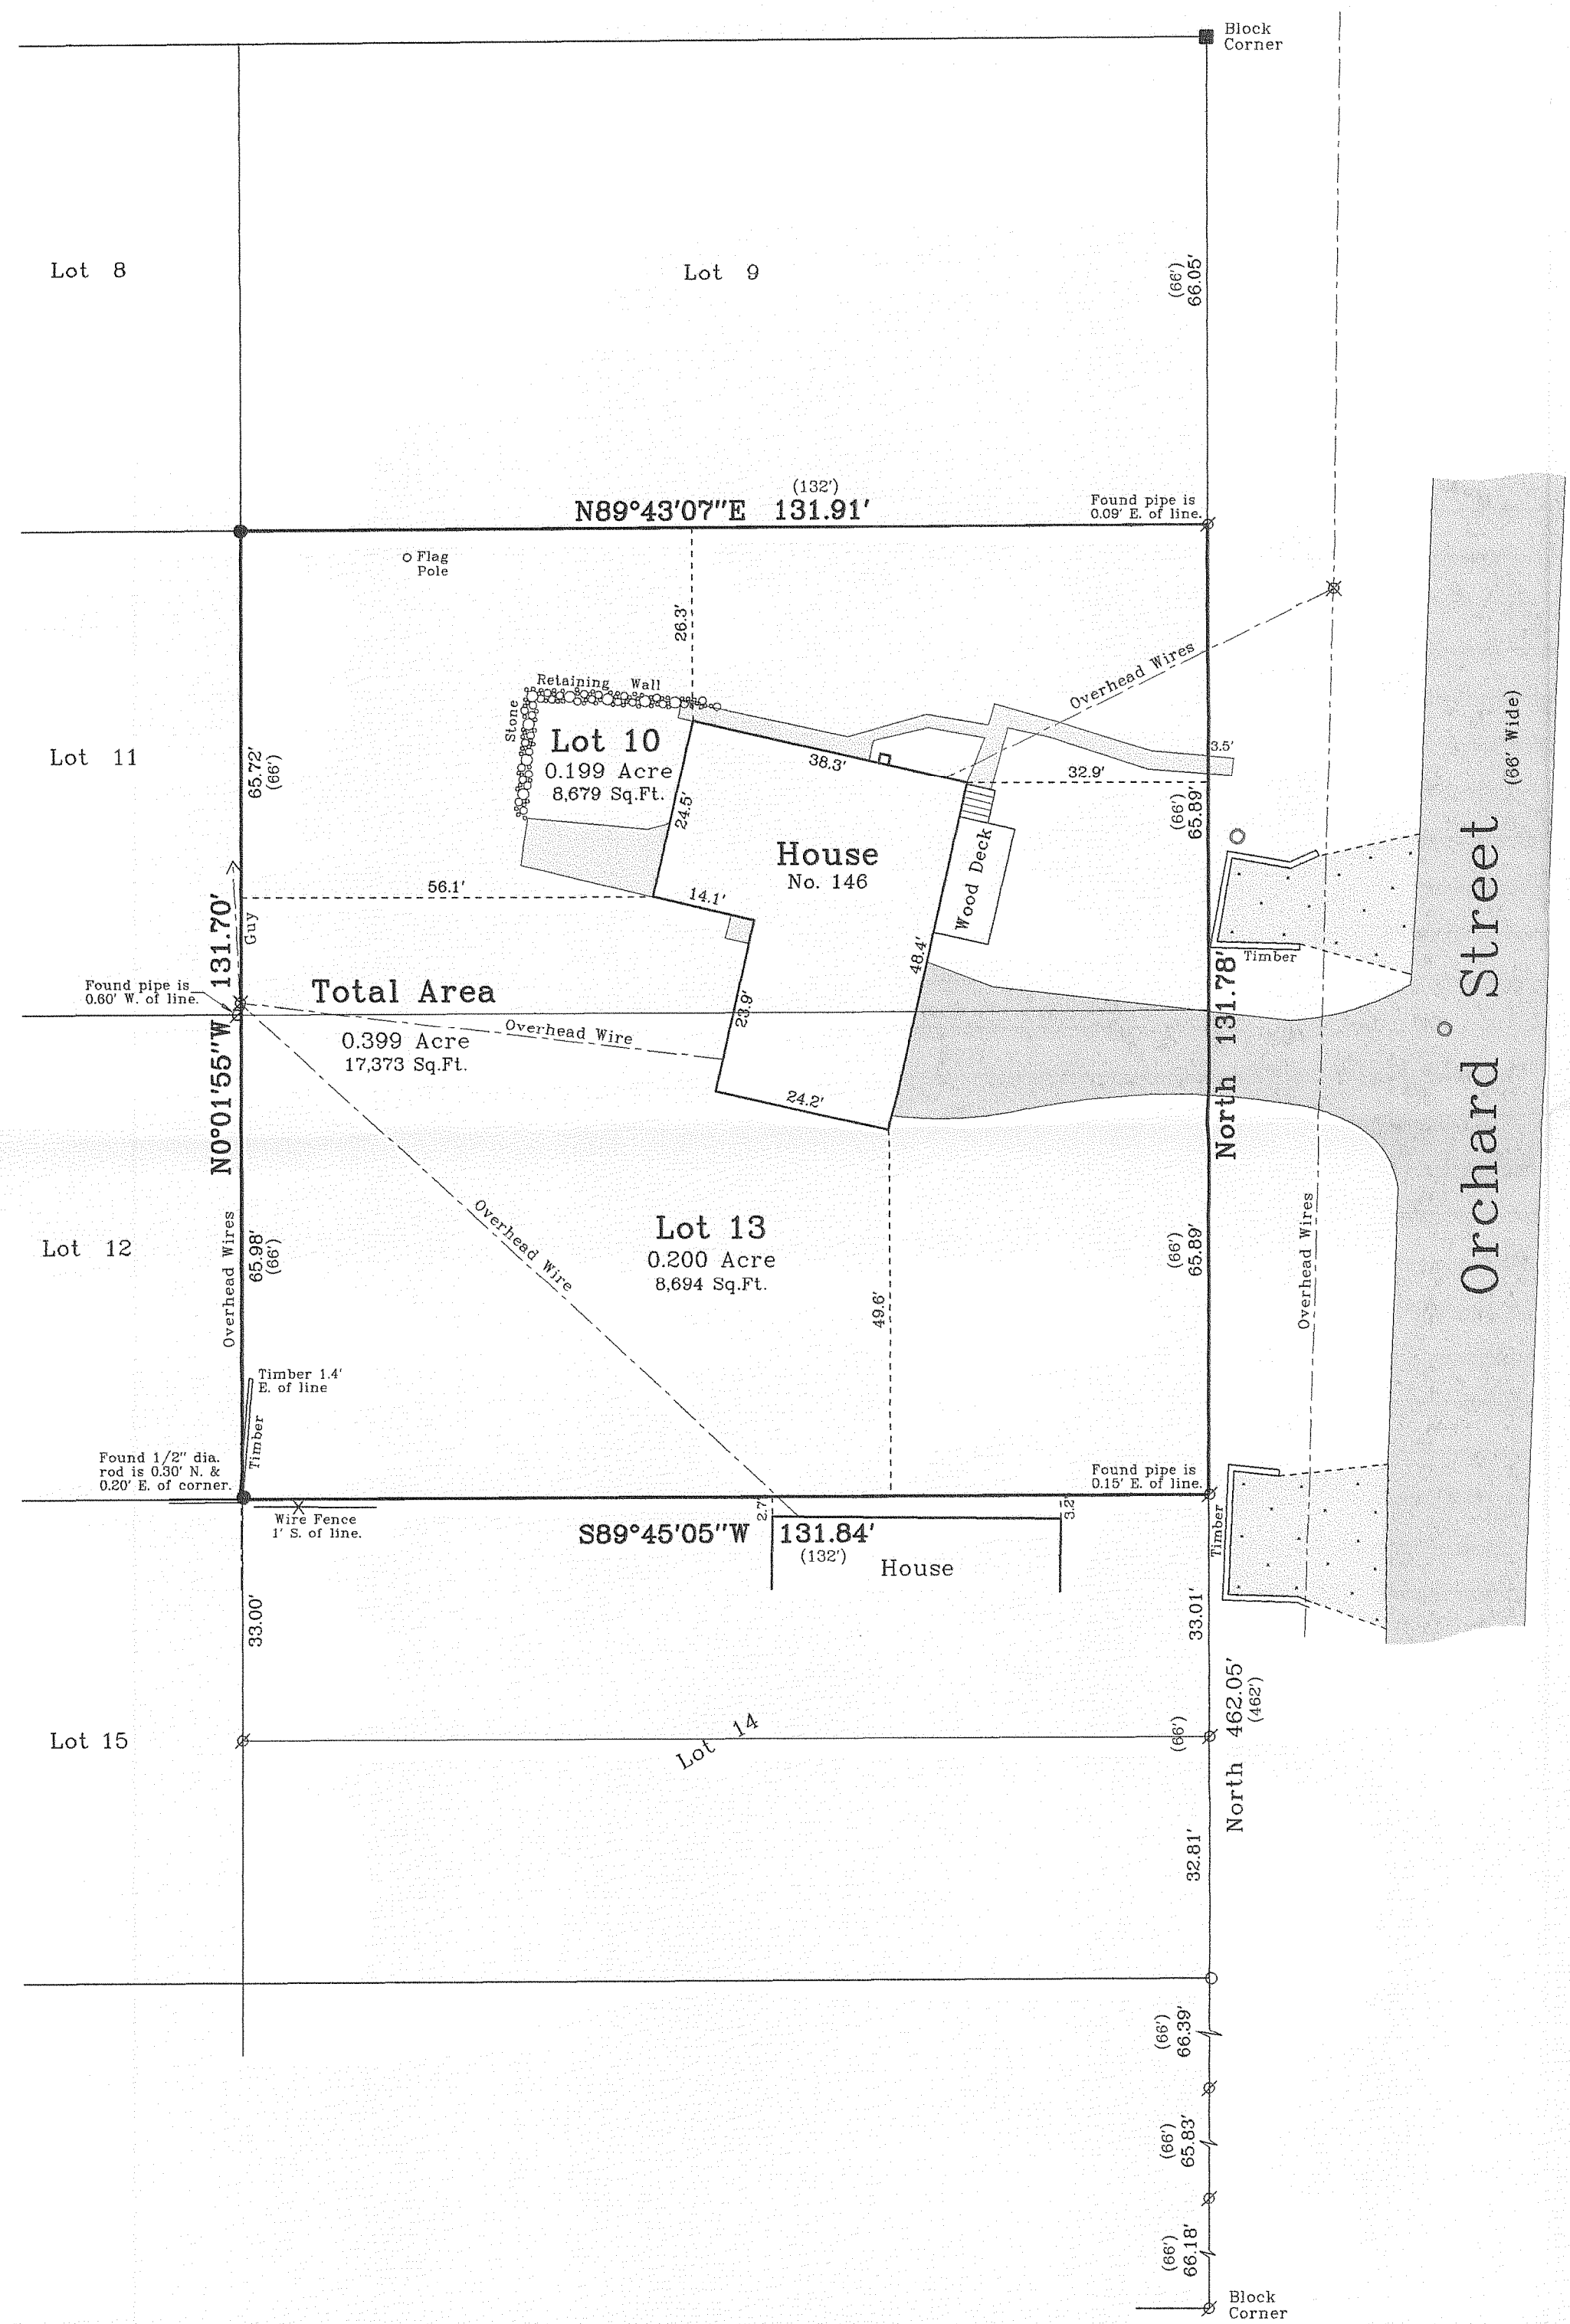 Block
Corner
Lot 8
Lot 9
(66')
66.05'
(132')
N89°43'07"E 131.91'
Found pipe is
0.09' E. of line.
Flag
Pole
26.3'
Retaining Wall
Stone
Overhead Wires
Lot 11
65.72'
(66')
Lot 10
0.199 Acre
8,679 Sq.Ft.
38.3'
24.5'
3.5'
32.9'
(66')
65.89'
(66' Wide)
House
No. 146
Wood Deck
56.1'
14.1'
Guy
N0°01'55"W 131.70'
48.4'
Timber
Found pipe is
0.60' W. of line.
Total Area
0.399 Acre
17,373 Sq.Ft.
Overhead Wire
23.9'
24.2'
North 131.78'
Orchard Street
Lot 12
Overhead Wires
65.98'
(66')
Overhead Wire
Lot 13
0.200 Acre
8,694 Sq.Ft.
49.6'
(66')
65.89'
Overhead Wires
Timber 1.4'
E. of line
Timber
Found 1/2" dia.
rod is 0.30' N. &
0.20' E. of corner.
Found pipe is
0.15' E. of line.
Wire Fence
1' S. of line.
S89°45'05"W 131.84'
(132')
2.7'
3.2'
House
Timber
33.00'
33.01'
Lot 15
Lot 14
(66')
North 462.05'
(462')
32.81'
(66')
66.39'
(66')
65.83'
(66')
66.18'
Block
Corner